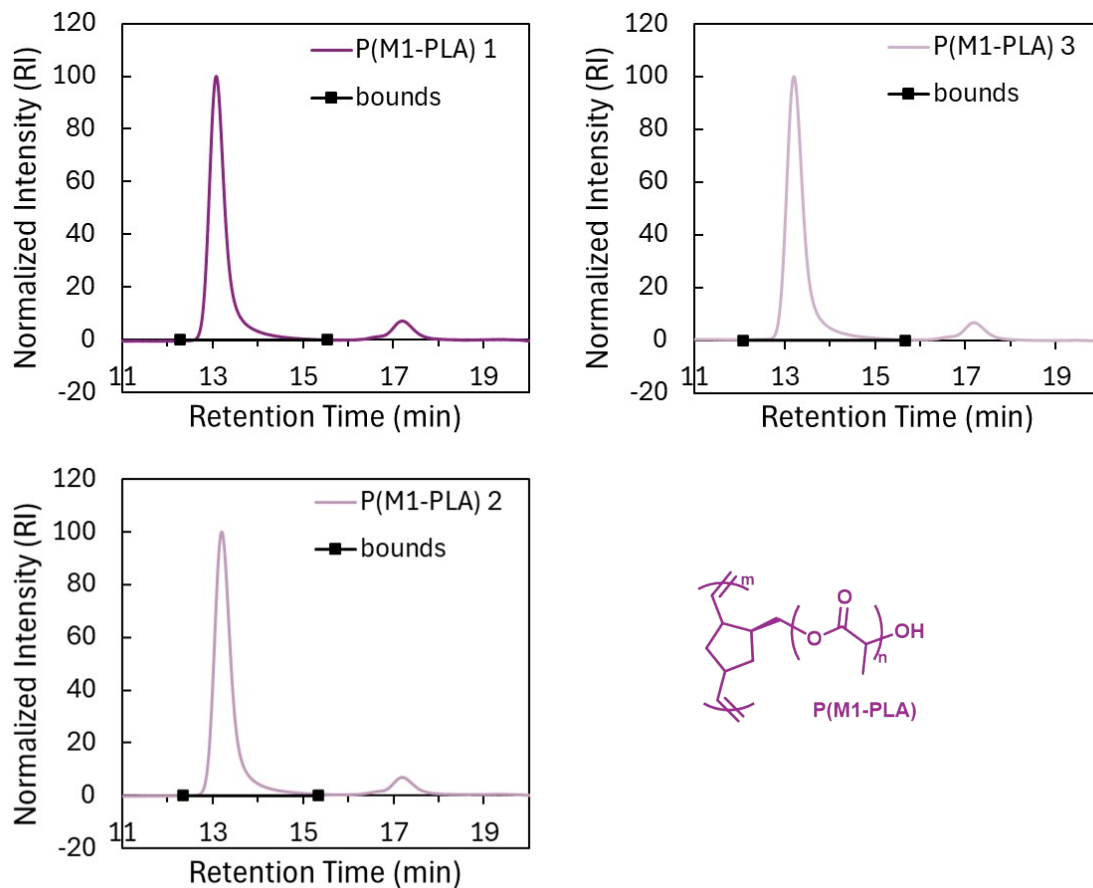 Normalized Intensity (RI)
120
100
80
60
40
20
0
-20
11 13 15 17 19
Retention Time (min)
P(M1-PLA) 1
bounds
Normalized Intensity (RI)
120
100
80
60
40
20
0
-20
11 13 15 17 19
Retention Time (min)
P(M1-PLA) 3
bounds
Normalized Intensity (RI)
120
100
80
60
40
20
0
-20
11 13 15 17 19
Retention Time (min)
P(M1-PLA) 2
bounds
m
O
O
n
OH
P(M1-PLA)